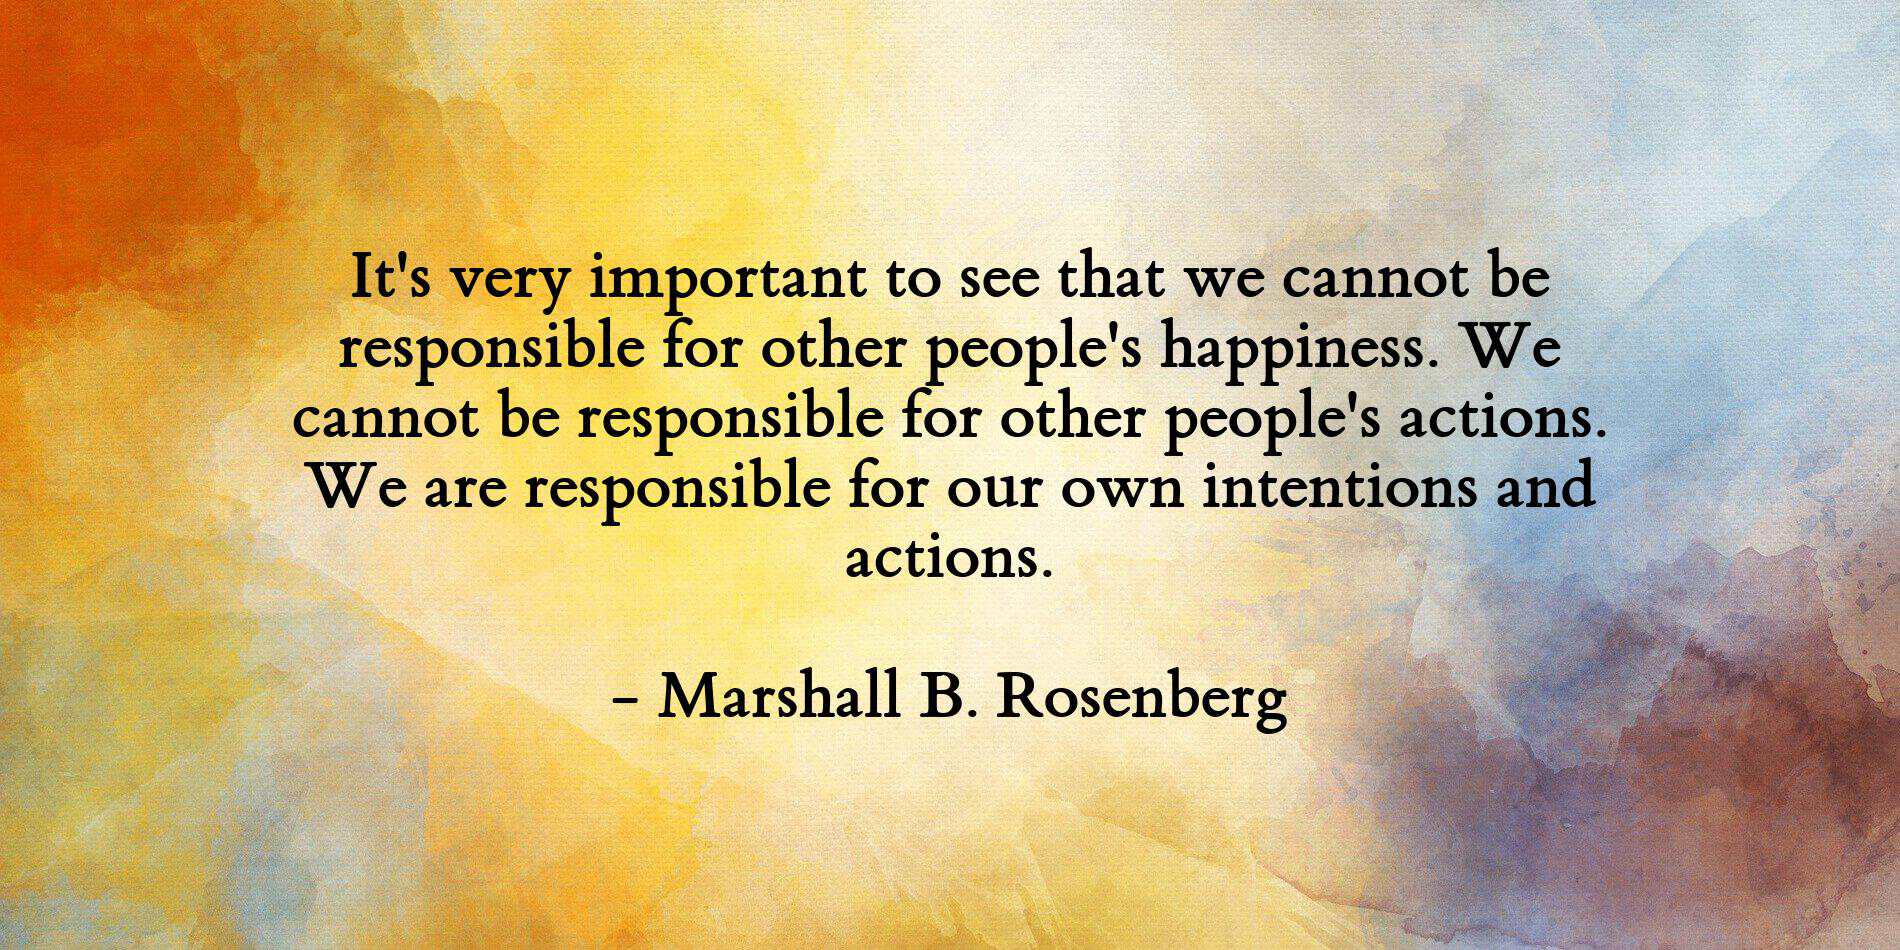 It's very important to see that we cannot be
responsible for other people's happiness. We
cannot be responsible for other people's actions.
We are responsible for our own intentions and
actions.
- Marshall B. Rosenberg